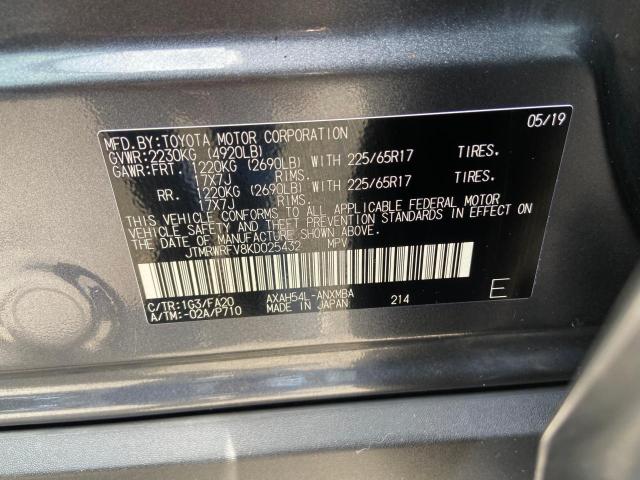 05/19
MFD.BY:TOYOTA MOTOR CORPORATION
GVWR:2230KG (4920LB)
GAWR:FRT. 1220KG (2690LB) WITH 225/65R17 TIRES.
17X7J RIMS.
RR. 1220KG (2690LB) WITH 225/65R17 TIRES.
17X7J RIMS.
THIS VEHICLE CONFORMS TO ALL APPLICABLE FEDERAL MOTOR
VEHICLE SAFETY AND THEFT PREVENTION STANDARDS IN EFFECT ON
THE DATE OF MANUFACTURE SHOWN ABOVE.
JTMRWRFV8KD025432 MPV
C/TR:1G3/FA20 AXAH54L-ANXMBA 214 E
A/TM:-02A/P710 MADE IN JAPAN